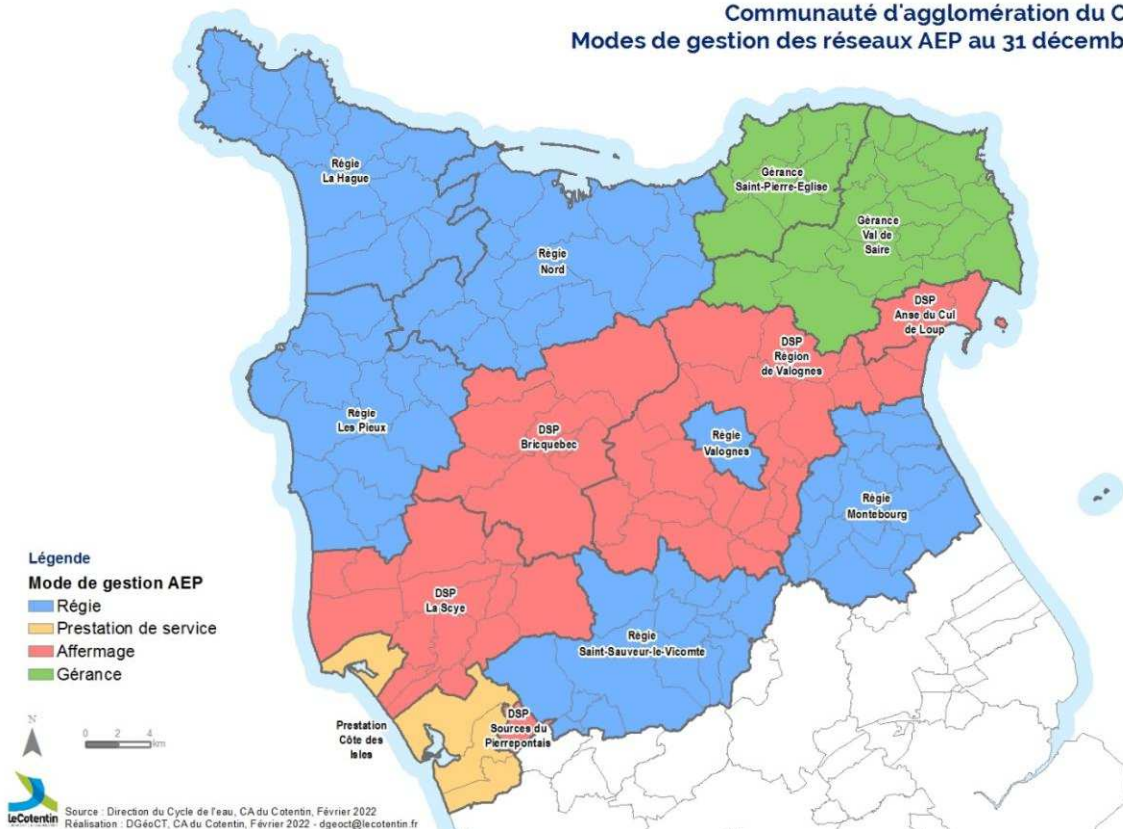 Communauté d'agglomération du C
Modes de gestion des réseaux AEP au 31 décemb
Régie
La Hague
Gérance
Saint-Pierre-Eglise
Gérance
Val de
Saire
Régie
Nord
DSP
Anse du Cul
de Loup
DSP
Région
de Valognes
Régie
Les Pieux
DSP
Bricquebec
Régie
Valognes
Régie
Montebourg
Légende
Mode de gestion AEP
Régie
Prestation de service
Affermage
Gérance
DSP
La Scye
Régie
Saint-Sauveur-le-Vicomte
Prestation
Côte des
Isles
DSP
Sources du
Pierrepontais
N
0 2 4
km
LeCotentin
Source : Direction du Cycle de l'eau, CA du Cotentin, Février 2022
Réalisation : DGéoCT, CA du Cotentin, Février 2022 - dgeoct@lecotentin.fr